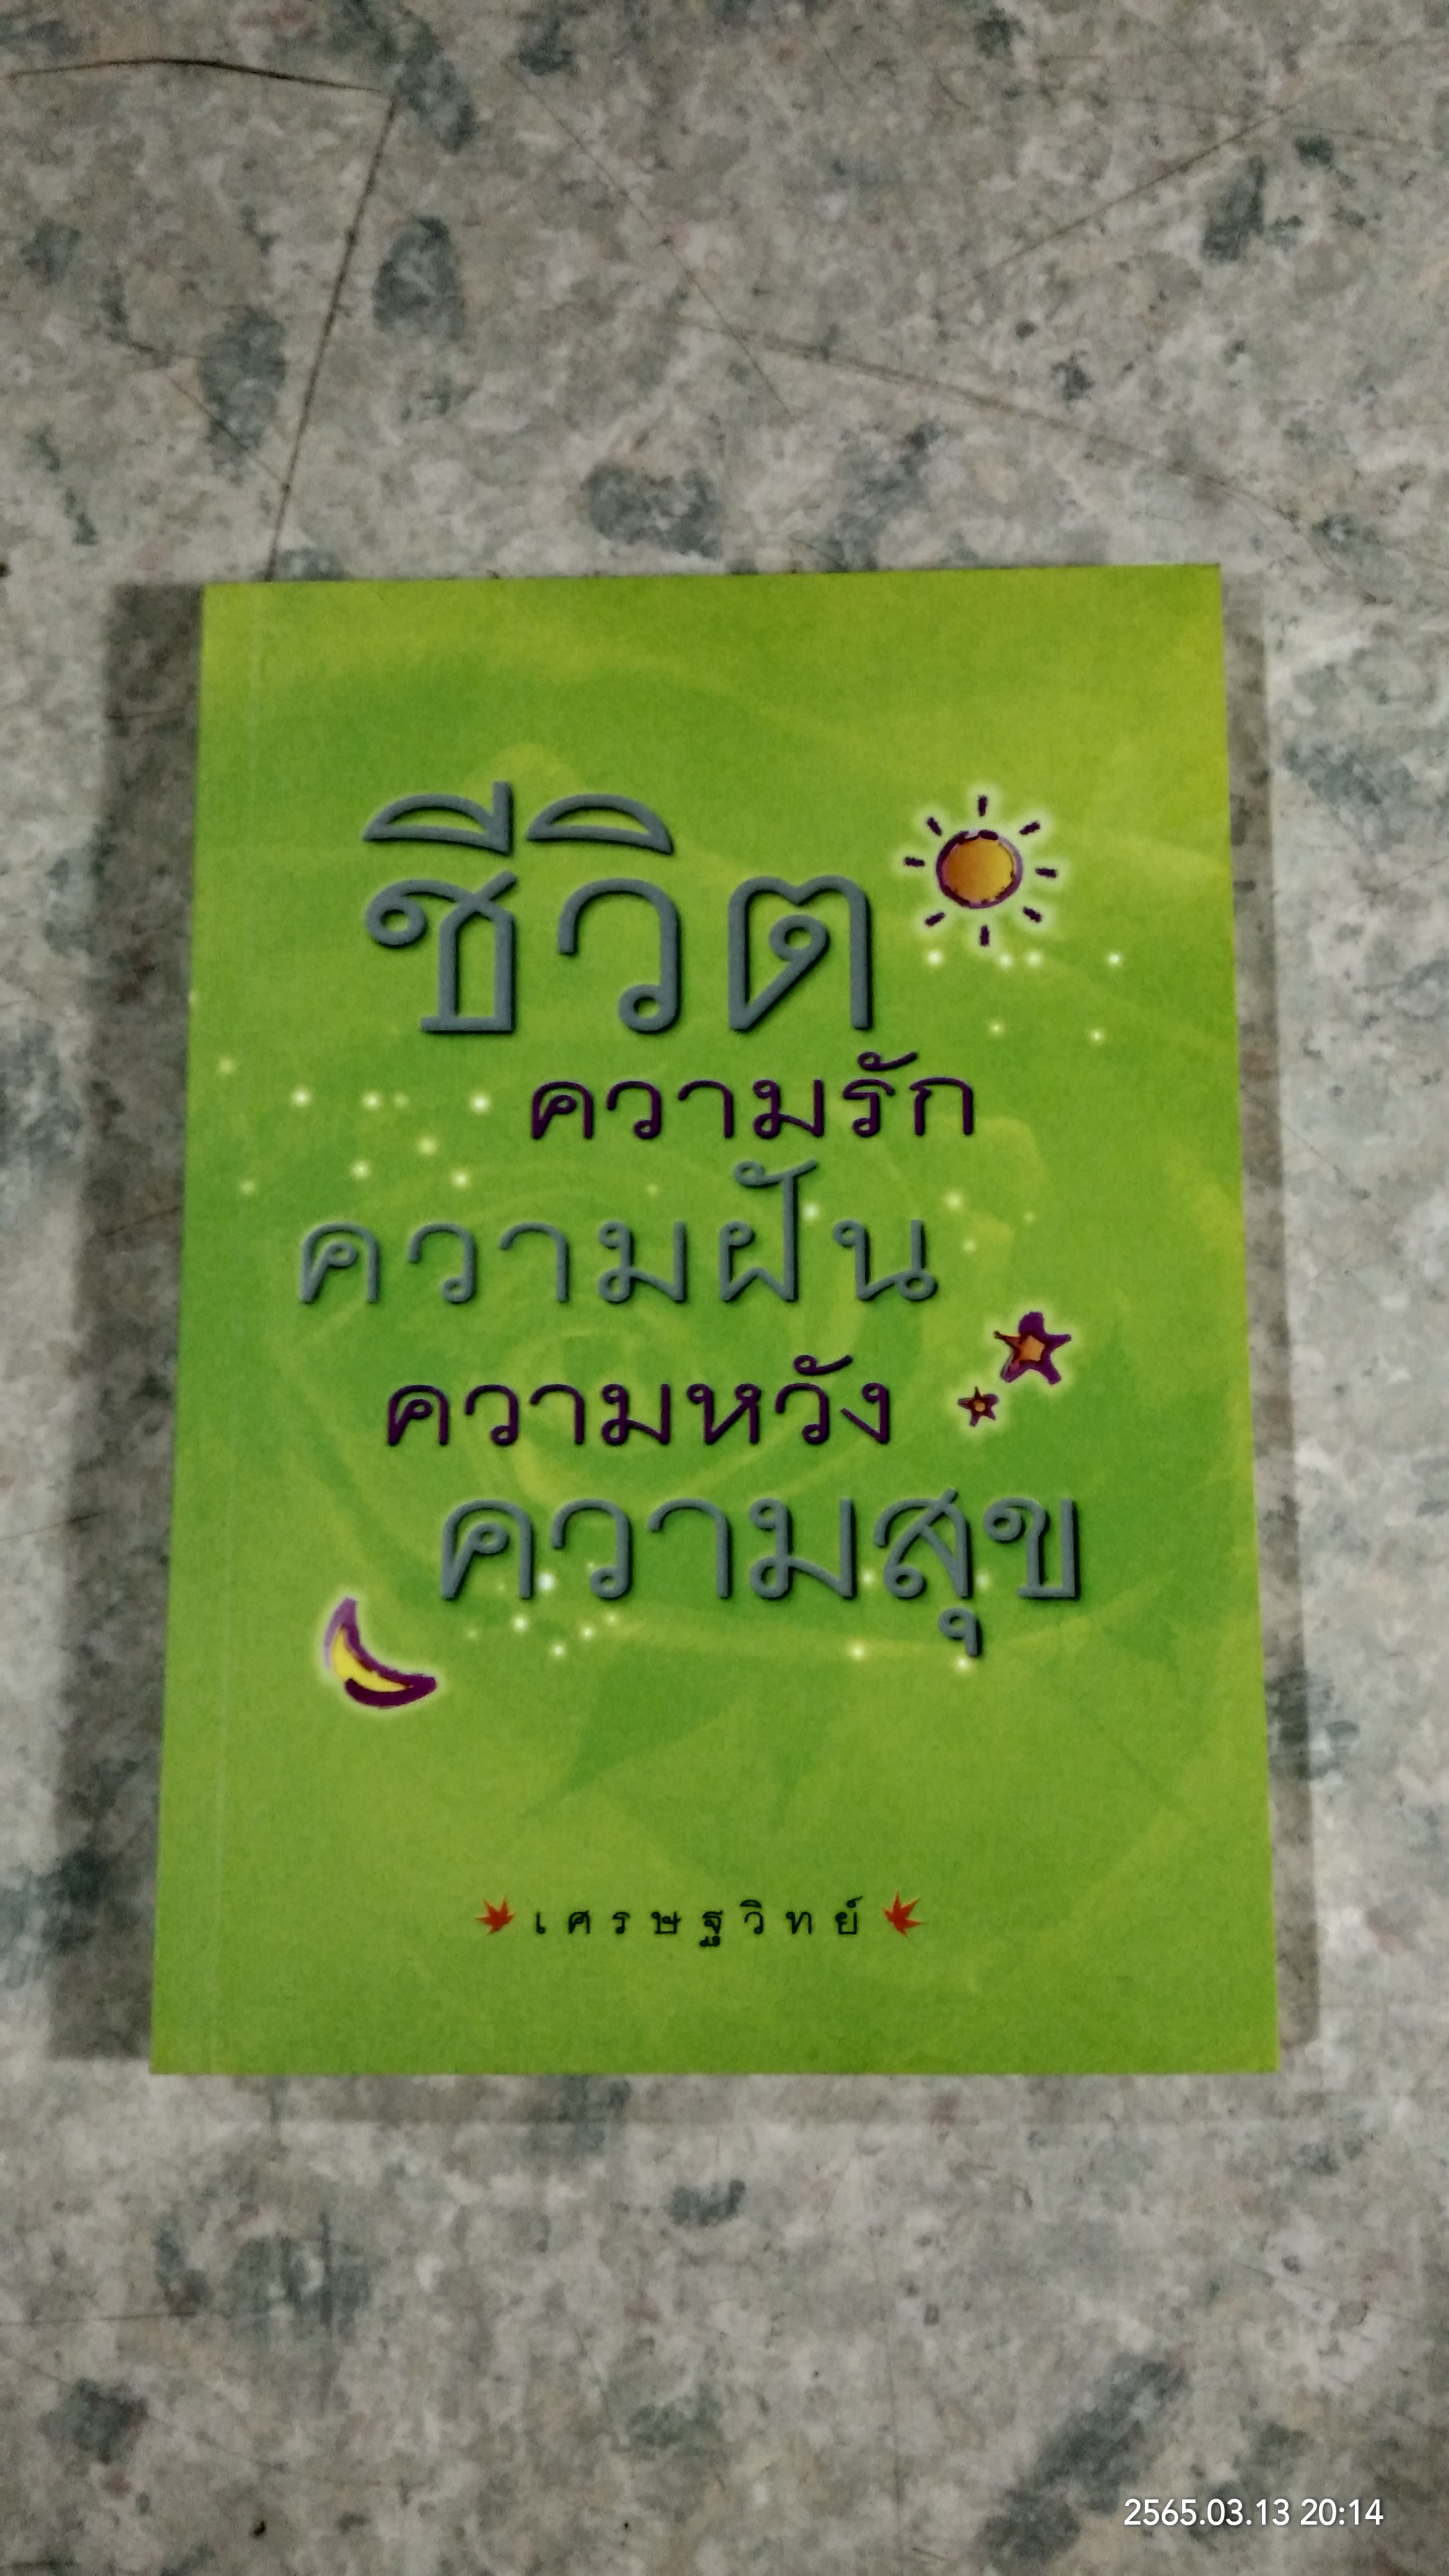 ชีวิต
ความรัก
ความฝัน
ความหวัง
ความสุข
เศรษฐวิทย์
2565.03.13 20:14